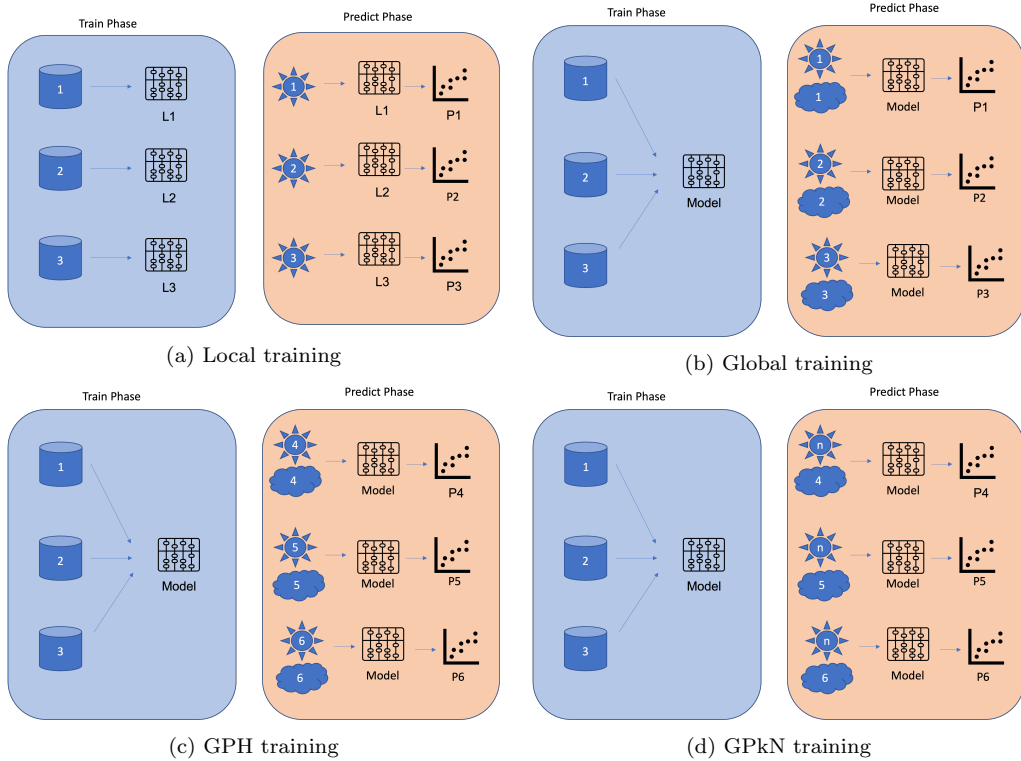 Train Phase
Predict Phase
1
L1
1
L1
P1
2
L2
2
L2
P2
3
L3
3
L3
P3
(a) Local training
Train Phase
Predict Phase
1
2
3
Model
1
1
Model
P1
2
2
Model
P2
3
3
Model
P3
(b) Global training
Train Phase
Predict Phase
1
2
3
Model
4
4
Model
P4
5
5
Model
P5
6
6
Model
P6
(c) GPH training
Train Phase
Predict Phase
1
2
3
Model
n
4
Model
P4
n
5
Model
P5
n
6
Model
P6
(d) GPkN training